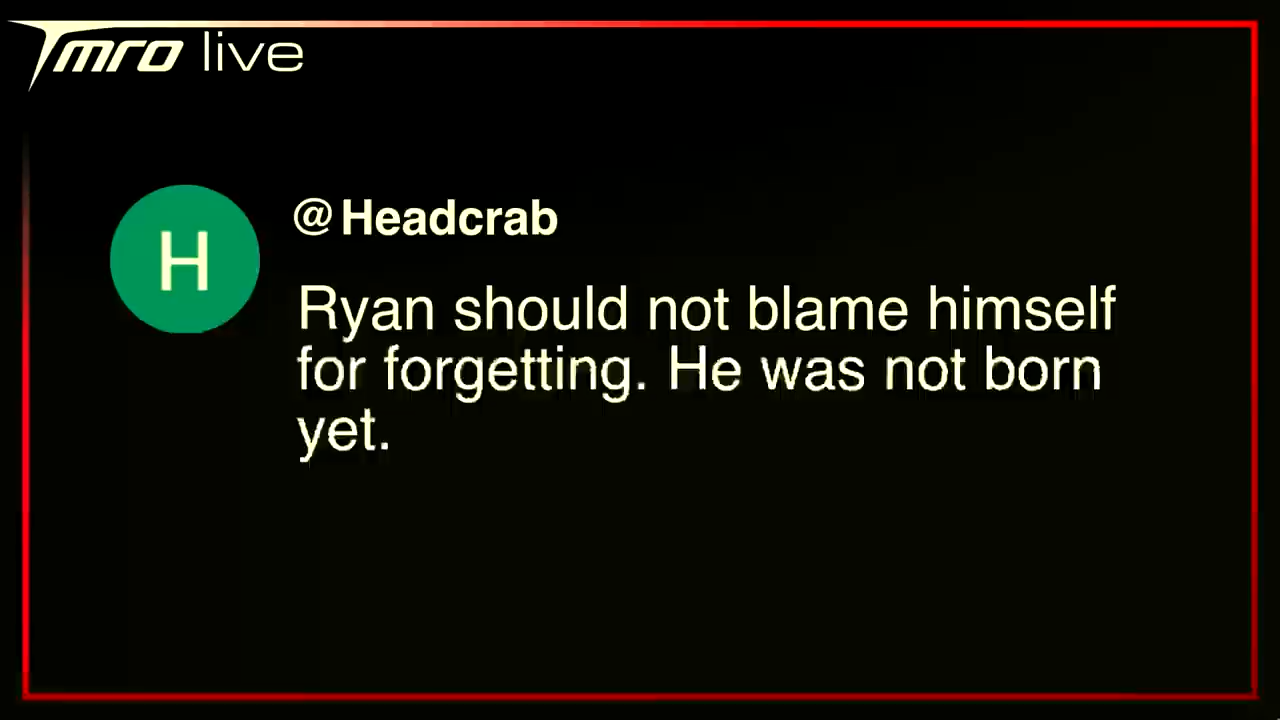 Tmro live
H
@Headcrab
Ryan should not blame himself
for forgetting. He was not born
yet.